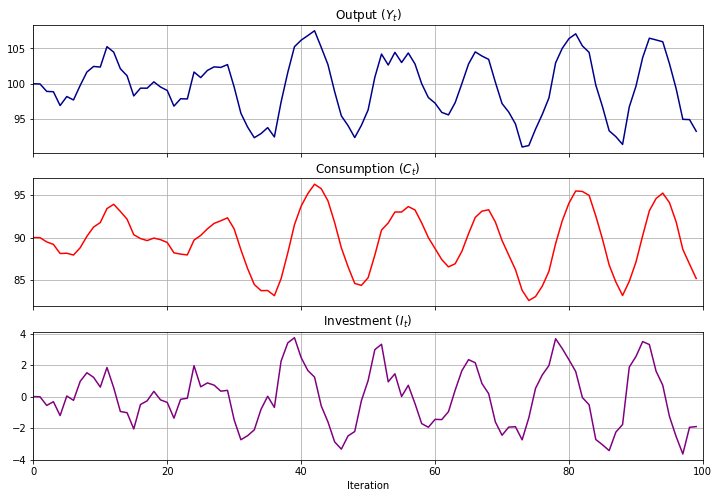 Output (Y_t)
105
100
95
Consumption (C_t)
95
90
85
Investment (I_t)
4
2
0
−2
−4
0 20 40 60 80 100
Iteration